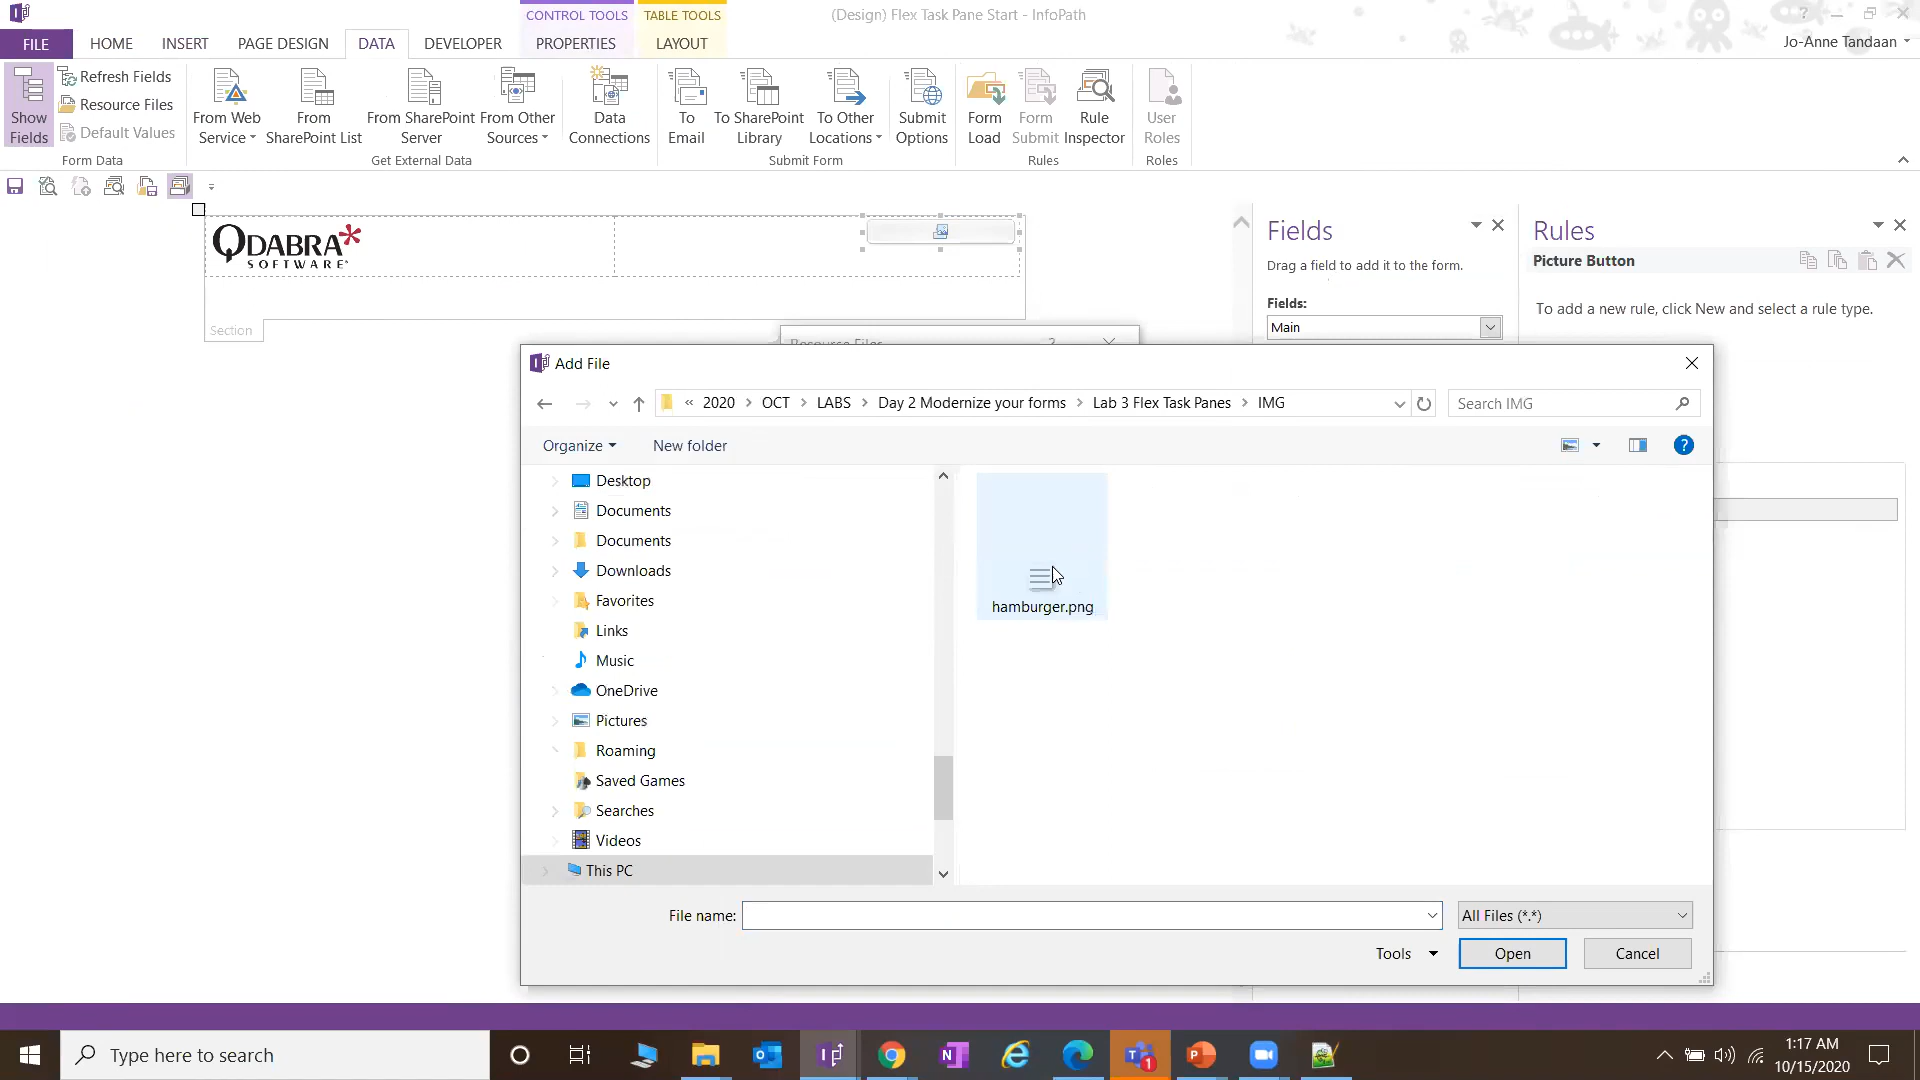 CONTROL TOOLS
TABLE TOOLS
(Design) Flex Task Pane Start - InfoPath
FILE
HOME
INSERT
PAGE DESIGN
DATA
DEVELOPER
PROPERTIES
LAYOUT
Jo-Anne Tandaan
Show Fields
Refresh Fields
Resource Files
Default Values
Form Data
From Web Service
From SharePoint List
From SharePoint Server
From Other Sources
Data Connections
Get External Data
To Email
To SharePoint Library
To Other Locations
Submit Options
Submit Form
Form Load
Form Submit
Rule Inspector
Rules
User Roles
Roles
QDABRA
SOFTWARE
Section
Fields
Drag a field to add it to the form.
Fields:
Main
Rules
Picture Button
To add a new rule, click New and select a rule type.
Resource Files
?
Add File
« 2020 > OCT > LABS > Day 2 Modernize your forms > Lab 3 Flex Task Panes > IMG
Search IMG
Organize
New folder
Desktop
Documents
Documents
Downloads
Favorites
Links
Music
OneDrive
Pictures
Roaming
Saved Games
Searches
Videos
This PC
hamburger.png
File name:
All Files (*.*)
Tools
Open
Cancel
Type here to search
1
1:17 AM
10/15/2020